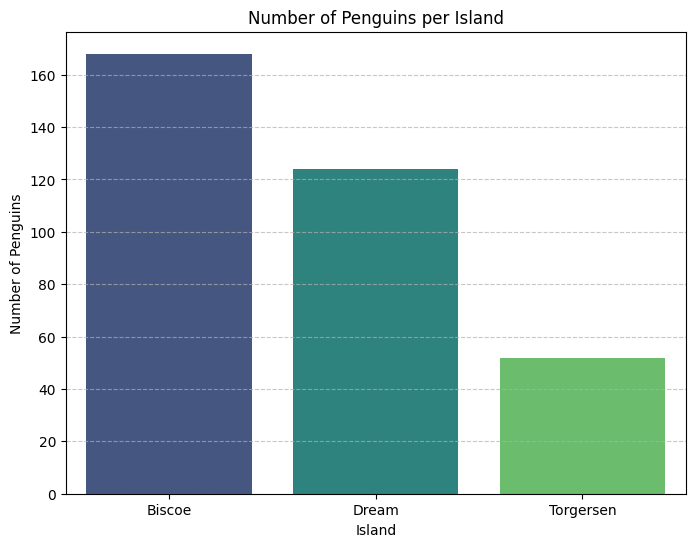 Number of Penguins per Island
Number of Penguins
160
140
120
100
80
60
40
20
0
Biscoe
Dream
Torgersen
Island